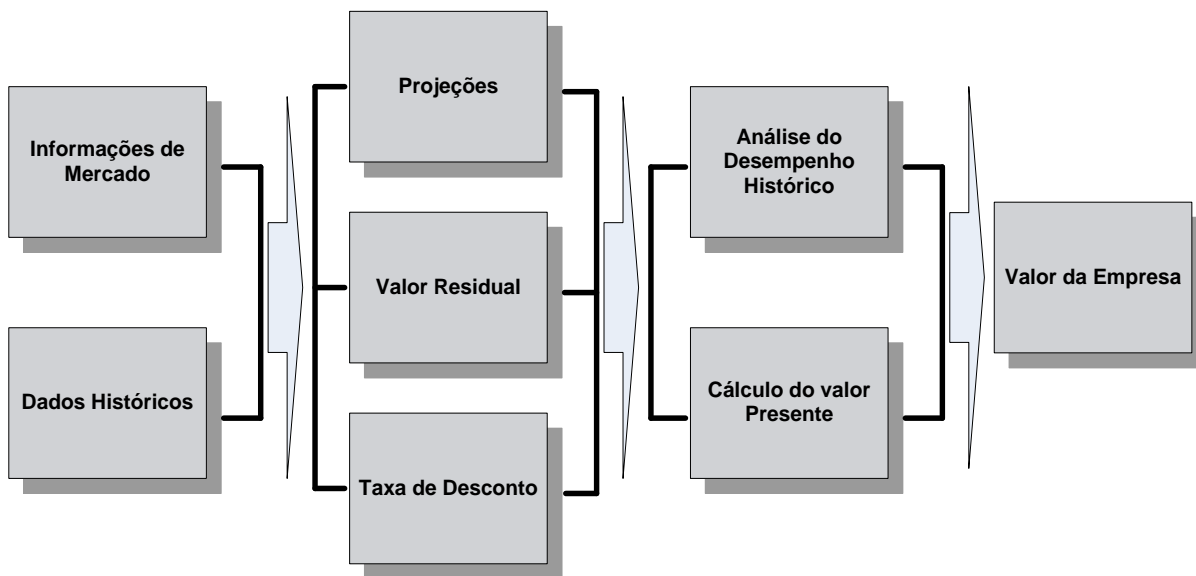 Informações de
Mercado
Dados Históricos
Projeções
Valor Residual
Taxa de Desconto
Análise do
Desempenho
Histórico
Cálculo do valor
Presente
Valor da Empresa